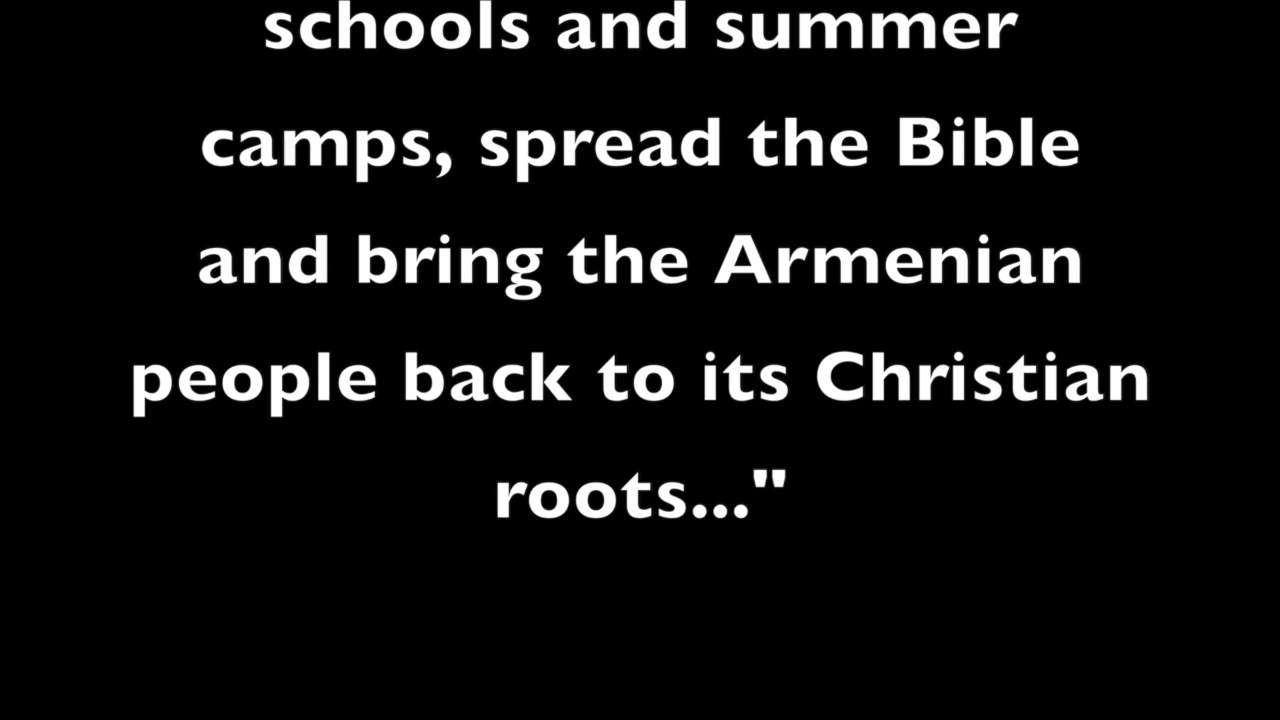 schools and summer
camps, spread the Bible
and bring the Armenian
people back to its Christian
roots..."